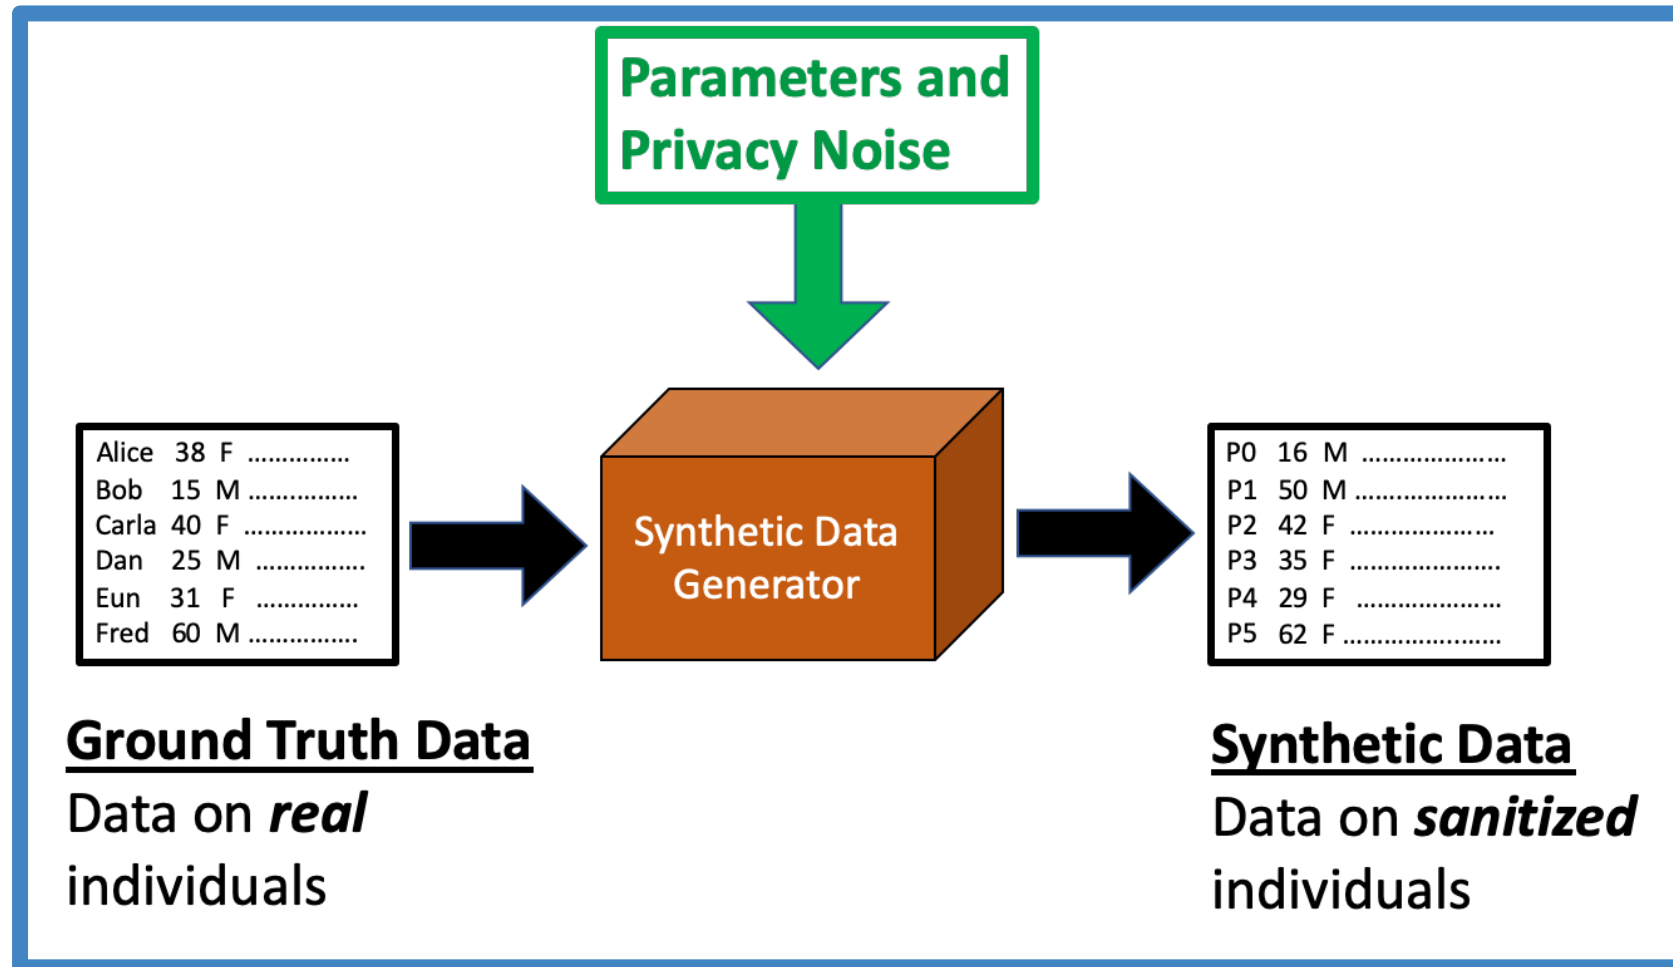 Parameters and
Privacy Noise
Alice 38 F ...............
Bob 15 M ................
Carla 40 F ..................
Dan 25 M ................
Eun 31 F ...............
Fred 60 M ................
Synthetic Data
Generator
P0 16 M .....................
P1 50 M ......................
P2 42 F .....................
P3 35 F ......................
P4 29 F .....................
P5 62 F .......................
Ground Truth Data
Data on real
individuals
Synthetic Data
Data on sanitized
individuals